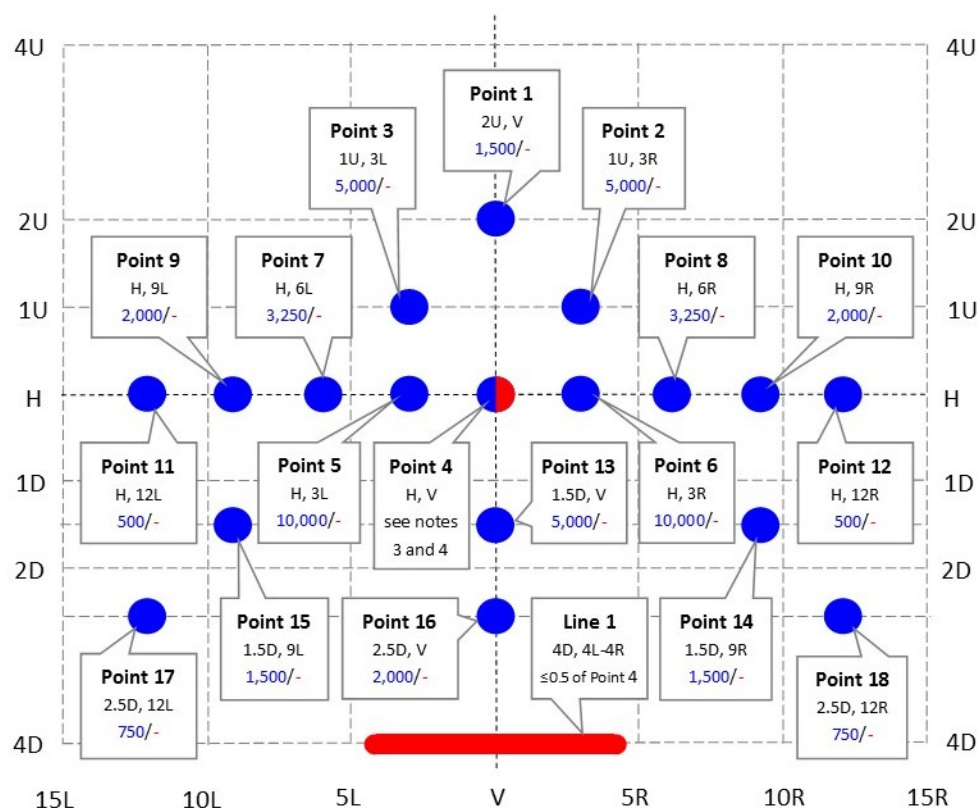 4U
4U
Point 1
2U, V
1,500/-
Point 3
1U, 3L
5,000/-
Point 2
1U, 3R
5,000/-
2U
2U
Point 9
H, 9L
2,000/-
Point 7
H, 6L
3,250/-
Point 8
H, 6R
3,250/-
Point 10
H, 9R
2,000/-
1U
1U
H
H
Point 11
H, 12L
500/-
Point 5
H, 3L
10,000/-
Point 4
H, V
see notes
3 and 4
Point 13
1.5D, V
5,000/-
Point 6
H, 3R
10,000/-
Point 12
H, 12R
500/-
1D
1D
2D
2D
Point 17
2.5D, 12L
750/-
Point 15
1.5D, 9L
1,500/-
Point 16
2.5D, V
2,000/-
Line 1
4D, 4L-4R
≤0.5 of Point 4
Point 14
1.5D, 9R
1,500/-
Point 18
2.5D, 12R
750/-
4D
4D
15L
10L
5L
V
5R
10R
15R